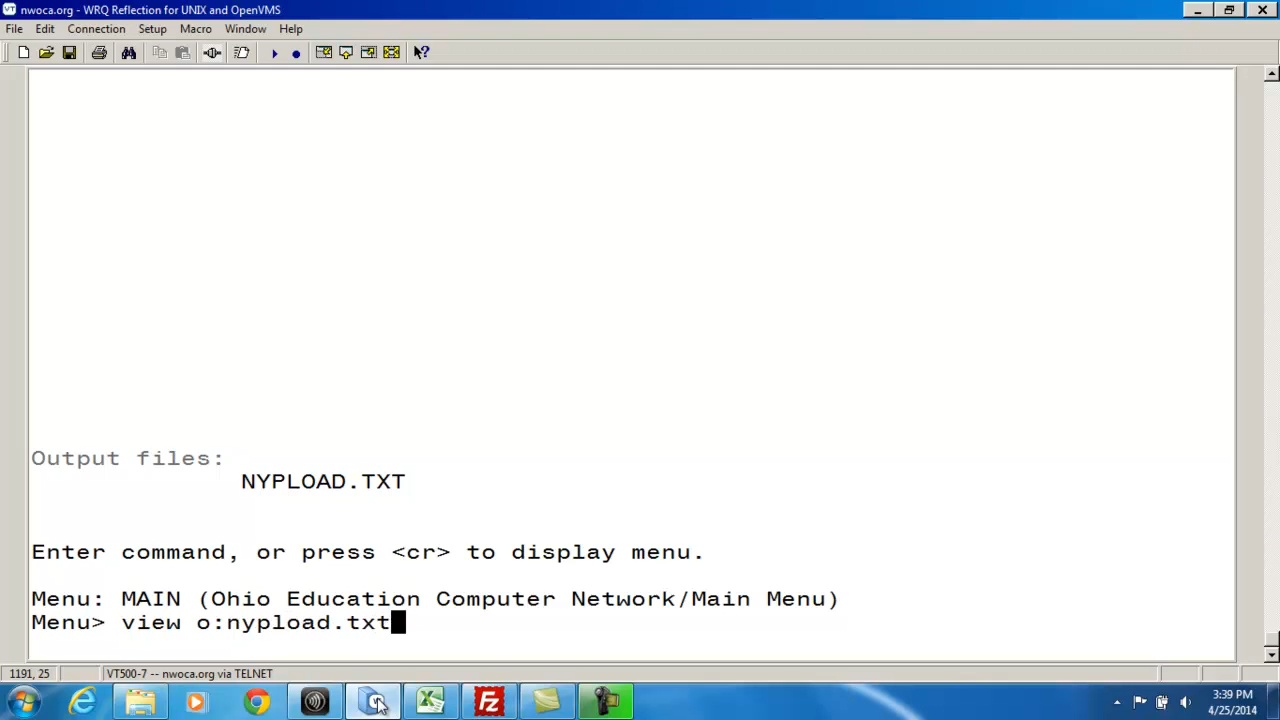 nwoca.org - WRQ Reflection for UNIX and OpenVMS
File Edit Connection Setup Macro Window Help
Output files:
NYPLOAD.TXT
Enter command, or press <cr> to display menu.
Menu: MAIN (Ohio Education Computer Network/Main Menu)
Menu> view o:nypload.txt
1191, 25 VT500-7 -- nwoca.org via TELNET
3:39 PM
4/25/2014